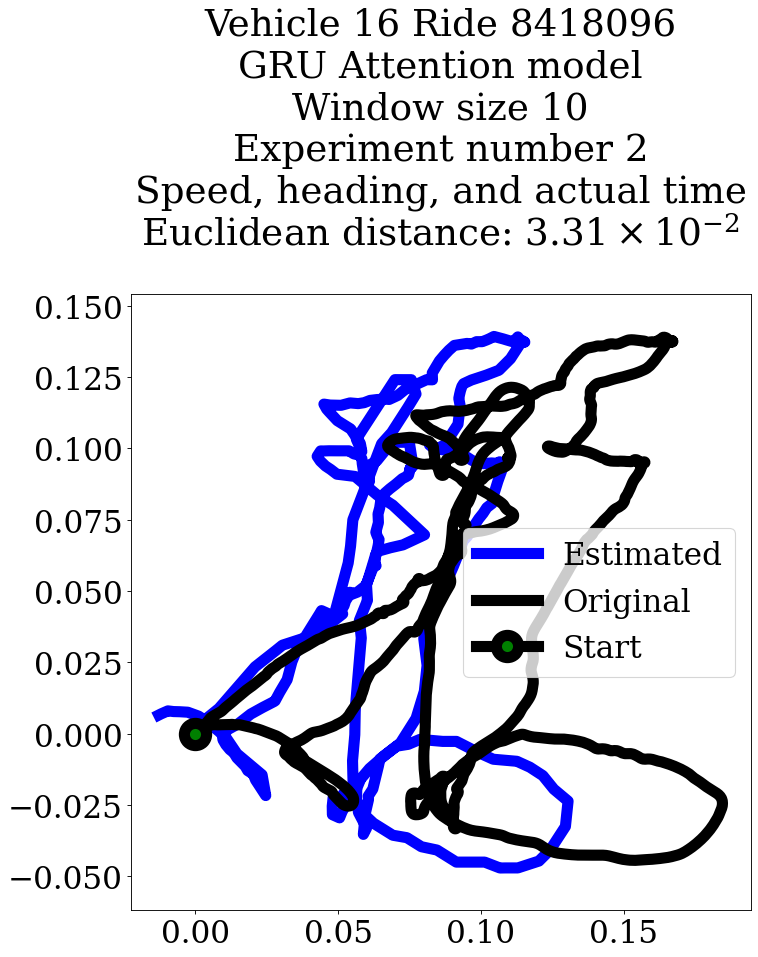 Vehicle 16 Ride 8418096
GRU Attention model
Window size 10
Experiment number 2
Speed, heading, and actual time
Euclidean distance: 3.31 × 10⁻²
0.150
0.125
0.100
0.075
0.050
0.025
0.000
−0.025
−0.050
Estimated
Original
Start
0.00 0.05 0.10 0.15